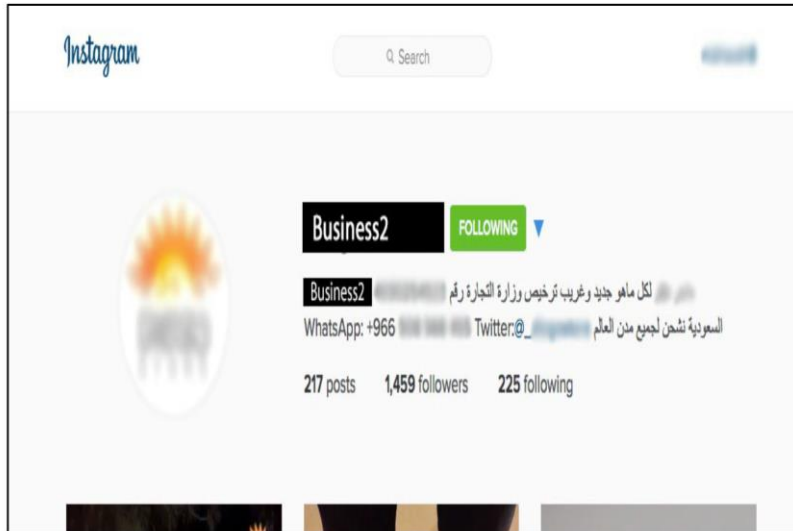 Instagram
Search
Business2 FOLLOWING
Business2 لكل ماهو جديد وغريب ترخيص وزارة التجارة رقم
السعودية نشحن لجميع مدن العالم WhatsApp: +966 Twitter:@_
217 posts 1,459 followers 225 following